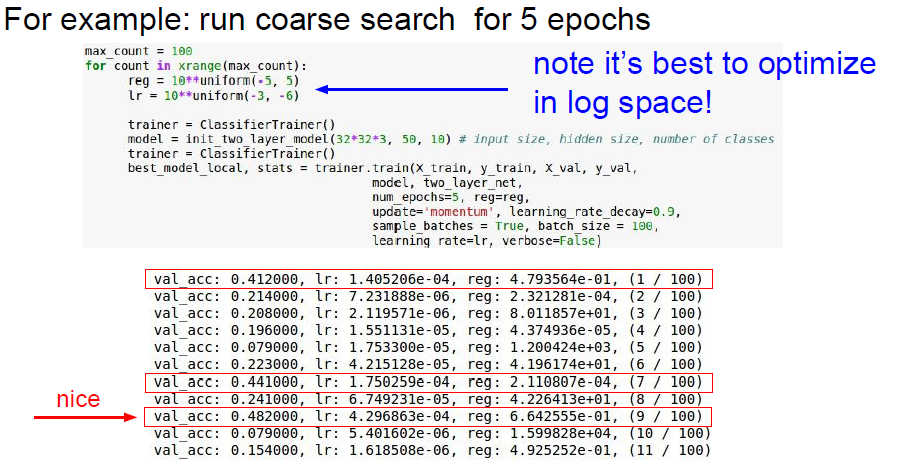 For example: run coarse search for 5 epochs
max_count = 100
for count in xrange(max_count):
reg = 10**uniform(-5, 5)
lr = 10**uniform(-3, -6)
note it's best to optimize
in log space!
trainer = ClassifierTrainer()
model = init_two_layer_model(32*32*3, 50, 10) # input size, hidden size, number of classes
trainer = ClassifierTrainer()
best_model_local, stats = trainer.train(X_train, y_train, X_val, y_val,
model, two_layer_net,
num_epochs=5, reg=reg,
update='momentum', learning_rate_decay=0.9,
sample_batches = True, batch_size = 100,
learning_rate=lr, verbose=False)
val_acc: 0.412000, lr: 1.405206e-04, reg: 4.793564e-01, (1 / 100)
val_acc: 0.214000, lr: 7.231888e-06, reg: 2.321281e-04, (2 / 100)
val_acc: 0.208000, lr: 2.119571e-06, reg: 8.011857e+01, (3 / 100)
val_acc: 0.196000, lr: 1.551131e-05, reg: 4.374936e-05, (4 / 100)
val_acc: 0.079000, lr: 1.753300e-05, reg: 1.200424e+03, (5 / 100)
val_acc: 0.223000, lr: 4.215128e-05, reg: 4.196174e+01, (6 / 100)
val_acc: 0.441000, lr: 1.750259e-04, reg: 2.110807e-04, (7 / 100)
val_acc: 0.241000, lr: 6.749231e-05, reg: 4.226413e+01, (8 / 100)
nice
val_acc: 0.482000, lr: 4.296863e-04, reg: 6.642555e-01, (9 / 100)
val_acc: 0.079000, lr: 5.401602e-06, reg: 1.599828e+04, (10 / 100)
val_acc: 0.154000, lr: 1.618508e-06, reg: 4.925252e-01, (11 / 100)